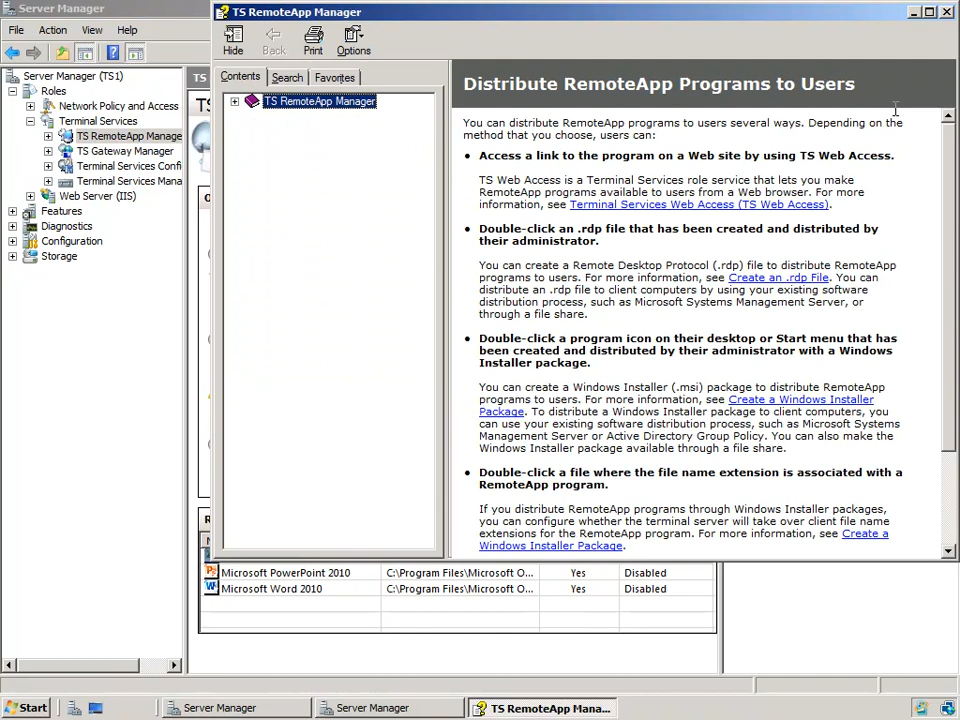 Server Manager
File Action View Help
Server Manager (TS1)
Roles
Network Policy and Access
Terminal Services
TS RemoteApp Manage
TS Gateway Manager
Terminal Services Confi
Terminal Services Mana
Web Server (IIS)
Features
Diagnostics
Configuration
Storage
TS
TS RemoteApp Manager
Hide Back Print Options
Contents Search Favorites
TS RemoteApp Manager
Distribute RemoteApp Programs to Users
You can distribute RemoteApp programs to users several ways. Depending on the
method that you choose, users can:
• Access a link to the program on a Web site by using TS Web Access.
TS Web Access is a Terminal Services role service that lets you make
RemoteApp programs available to users from a Web browser. For more
information, see Terminal Services Web Access (TS Web Access).
• Double-click an .rdp file that has been created and distributed by
their administrator.
You can create a Remote Desktop Protocol (.rdp) file to distribute RemoteApp
programs to users. For more information, see Create an .rdp File. You can
distribute an .rdp file to client computers by using your existing software
distribution process, such as Microsoft Systems Management Server, or
through a file share.
• Double-click a program icon on their desktop or Start menu that has
been created and distributed by their administrator with a Windows
Installer package.
You can create a Windows Installer (.msi) package to distribute RemoteApp
programs to users. For more information, see Create a Windows Installer
Package. To distribute a Windows Installer package to client computers, you
can use your existing software distribution process, such as Microsoft Systems
Management Server or Active Directory Group Policy. You can also make the
Windows Installer package available through a file share.
• Double-click a file where the file name extension is associated with a
RemoteApp program.
If you distribute RemoteApp programs through Windows Installer packages,
you can configure whether the terminal server will take over client file name
extensions for the RemoteApp program. For more information, see Create a
Windows Installer Package.
Microsoft PowerPoint 2010 C:\Program Files\Microsoft O... Yes Disabled
Microsoft Word 2010 C:\Program Files\Microsoft O... Yes Disabled
Start Server Manager Server Manager TS RemoteApp Mana...